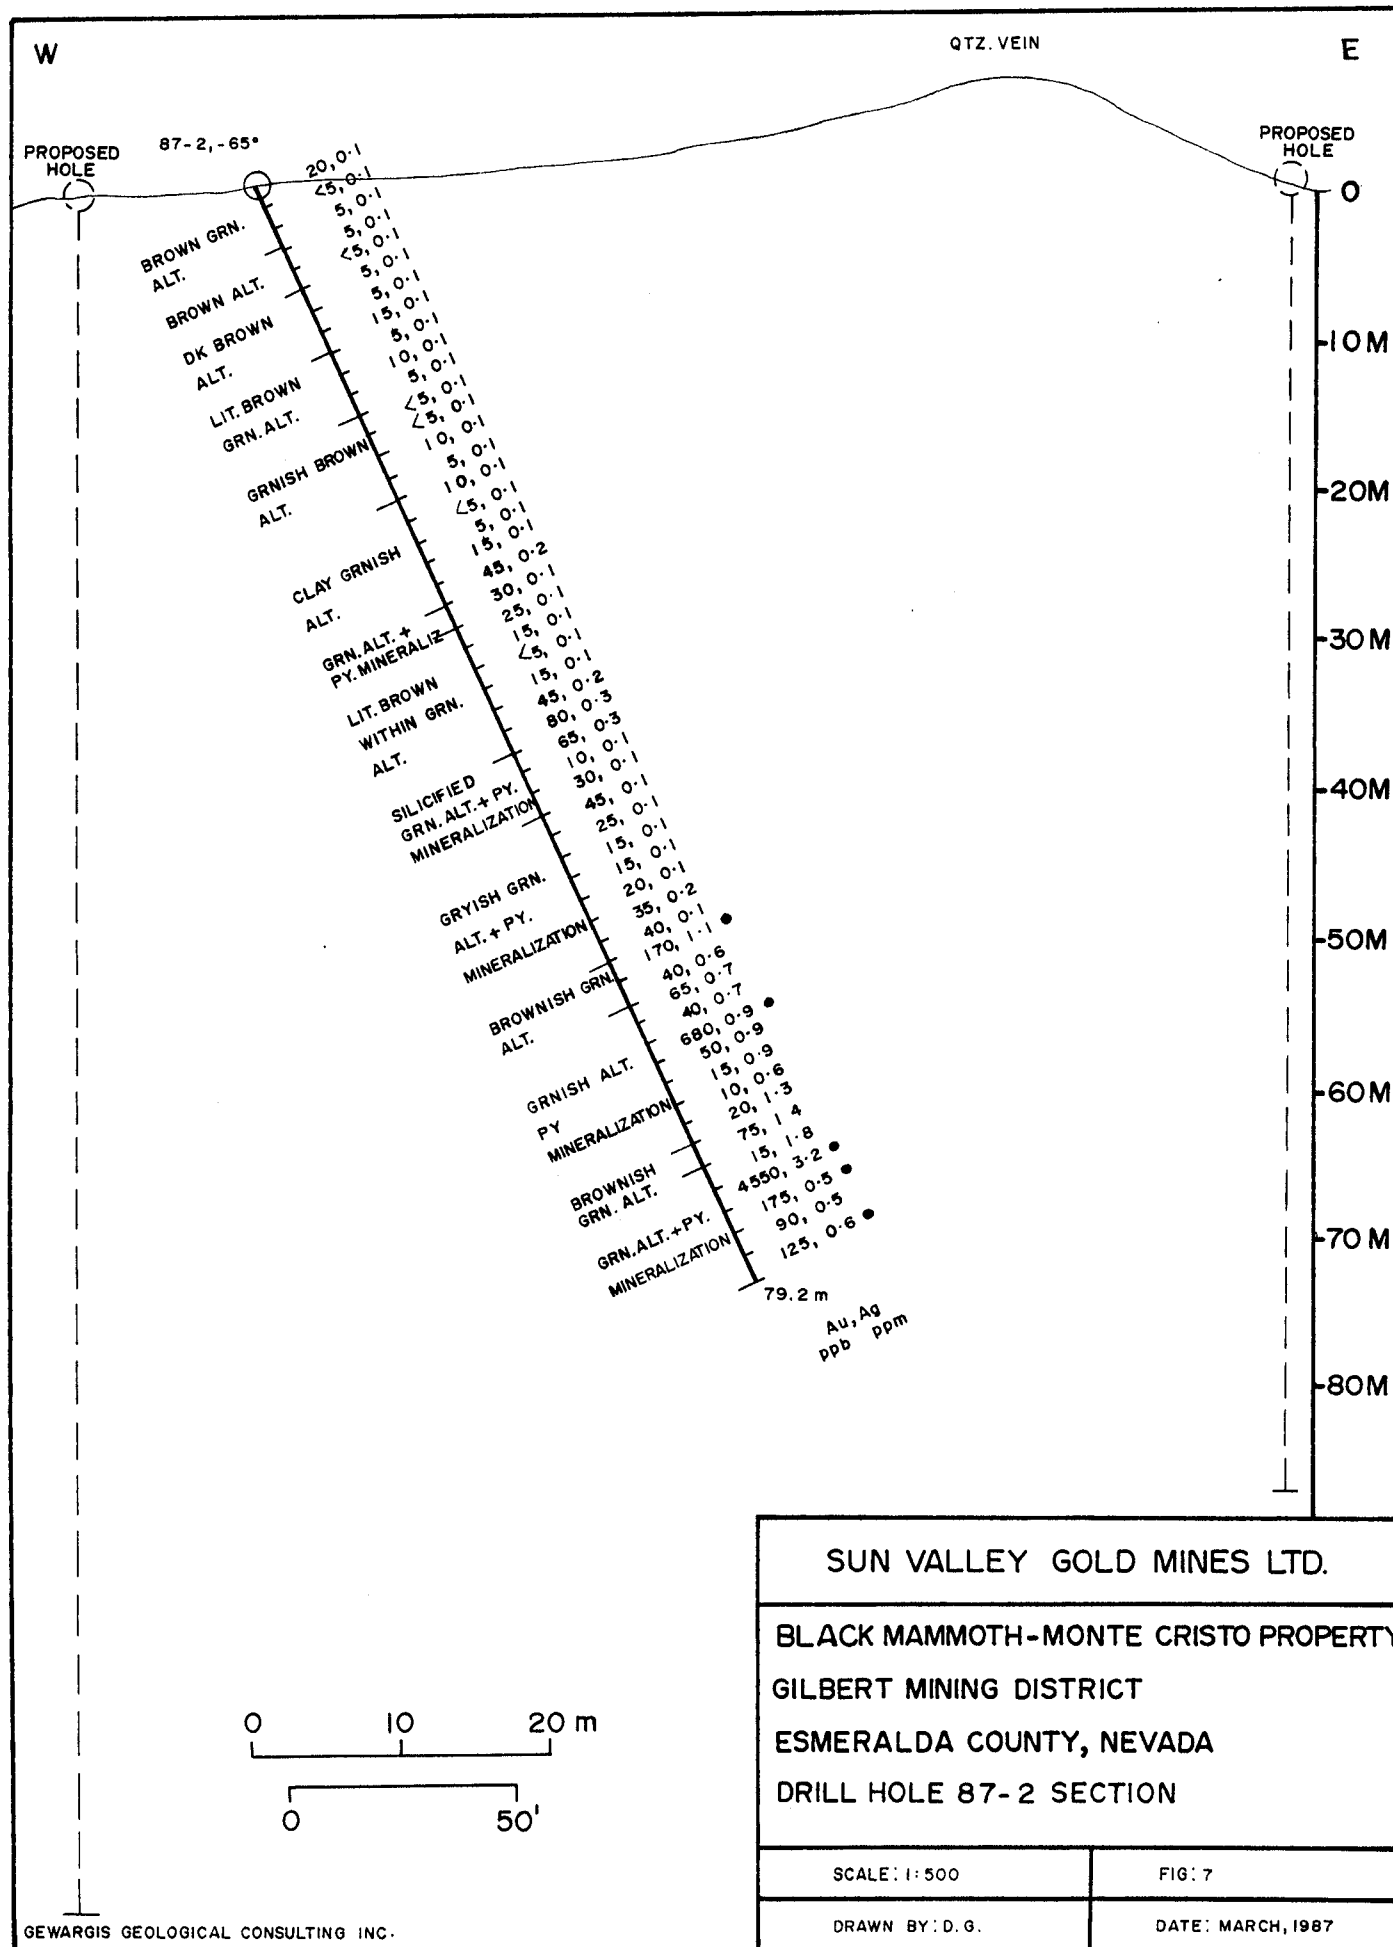 W
QTZ. VEIN
E
PROPOSED
HOLE
87-2, -65°
PROPOSED
HOLE
0
10M
20M
30M
40M
50M
60M
70M
80M
BROWN GRN.
ALT.
BROWN ALT.
DK BROWN
ALT.
LIT. BROWN
GRN. ALT.
GRNISH BROWN
ALT.
CLAY GRNISH
ALT.
GRN. ALT. +
PY. MINERALIZ
LIT. BROWN
WITHIN GRN.
ALT.
SILICIFIED
GRN. ALT. + PY.
MINERALIZATION
GRYISH GRN.
ALT. + PY.
MINERALIZATION
BROWNISH GRN.
ALT.
GRNISH ALT.
PY
MINERALIZATION
BROWNISH
GRN. ALT.
GRN. ALT. + PY.
MINERALIZATION
20, 0.1
<5, 0.1
5, 0.1
5, 0.1
<5, 0.1
5, 0.1
5, 0.1
15, 0.1
5, 0.1
10, 0.1
5, 0.1
<5, 0.1
<5, 0.1
10, 0.1
5, 0.1
10, 0.1
<5, 0.1
5, 0.1
15, 0.1
45, 0.2
30, 0.1
25, 0.1
15, 0.1
<5, 0.1
15, 0.1
45, 0.2
80, 0.3
65, 0.3
10, 0.1
30, 0.1
45, 0.1
25, 0.1
15, 0.1
15, 0.1
20, 0.1
35, 0.2
40, 0.1
170, 1.1
40, 0.6
65, 0.7
40, 0.7
680, 0.9
50, 0.9
15, 0.9
10, 0.6
20, 1.3
75, 1.4
15, 1.8
4550, 3.2
175, 0.5
90, 0.5
125, 0.6
79.2 m
Au, Ag
ppb ppm
0 10 20 m
0 50'
SUN VALLEY GOLD MINES LTD.
BLACK MAMMOTH-MONTE CRISTO PROPERTY
GILBERT MINING DISTRICT
ESMERALDA COUNTY, NEVADA
DRILL HOLE 87-2 SECTION
SCALE: 1:500
FIG: 7
DRAWN BY: D.G.
DATE: MARCH, 1987
GEWARGIS GEOLOGICAL CONSULTING INC.